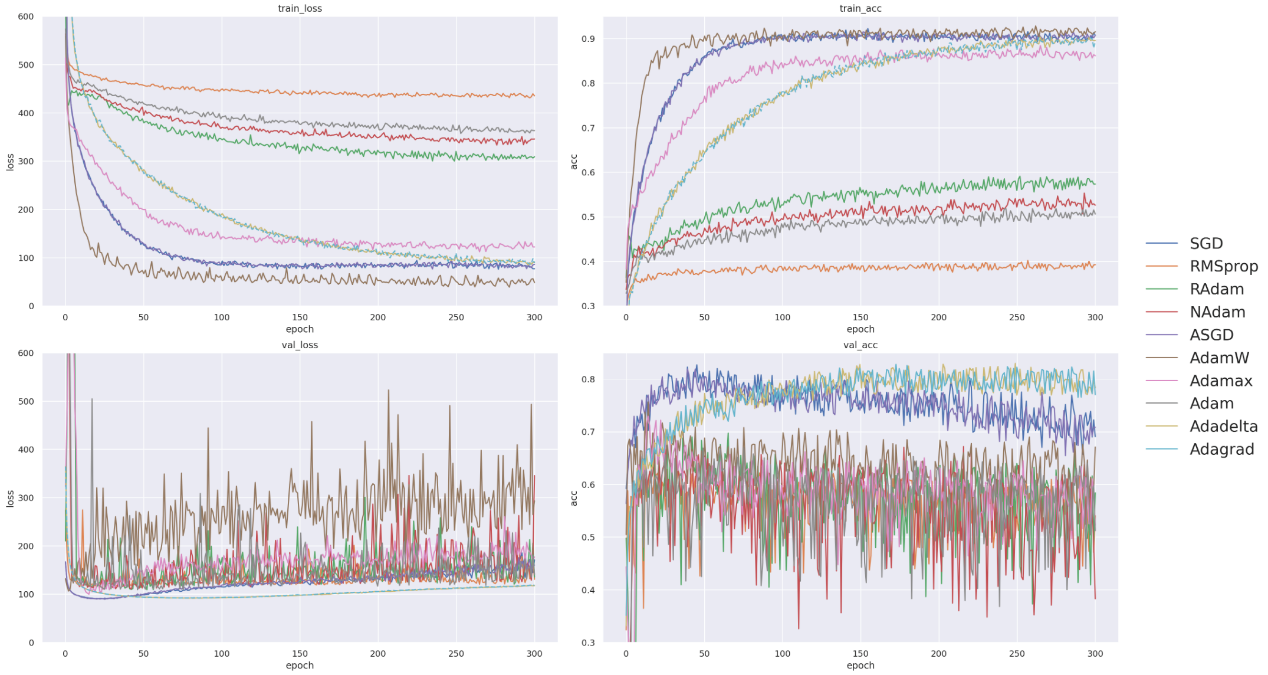 train_loss
600
500
400
300
200
100
0
loss
0
50
100
150
200
250
300
epoch
train_acc
0.9
0.8
0.7
0.6
0.5
0.4
0.3
acc
0
50
100
150
200
250
300
epoch
val_loss
600
500
400
300
200
100
0
loss
0
50
100
150
200
250
300
epoch
val_acc
0.8
0.7
0.6
0.5
0.4
0.3
acc
0
50
100
150
200
250
300
epoch
SGD
RMSprop
RAdam
NAdam
ASGD
AdamW
Adamax
Adam
Adadelta
Adagrad